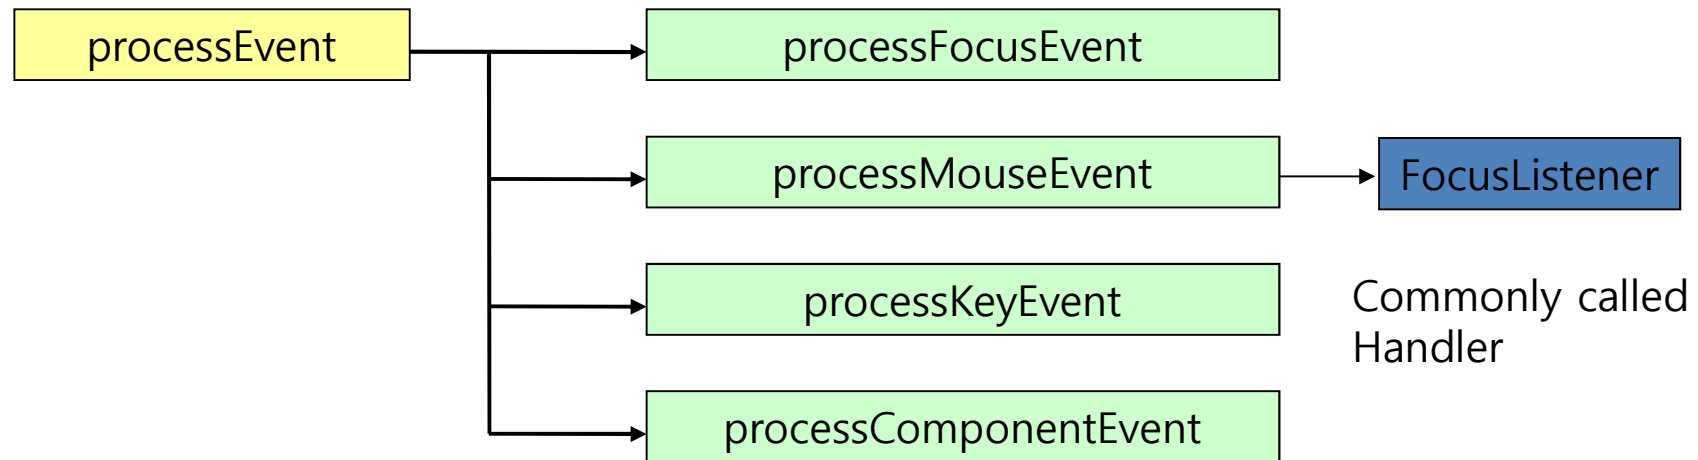 processEvent
processFocusEvent
processMouseEvent
FocusListener
processKeyEvent
Commonly called
Handler
processComponentEvent